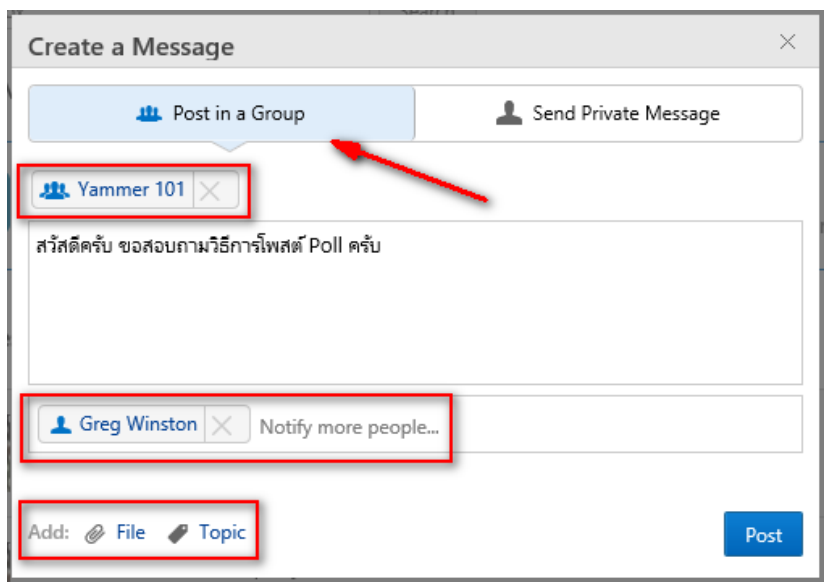 Create a Message
Post in a Group
Send Private Message
Yammer 101
สวัสดีครับ ขอสอบถามวิธีการโพสต์ Poll ครับ
Greg Winston
Notify more people...
Add: File Topic
Post